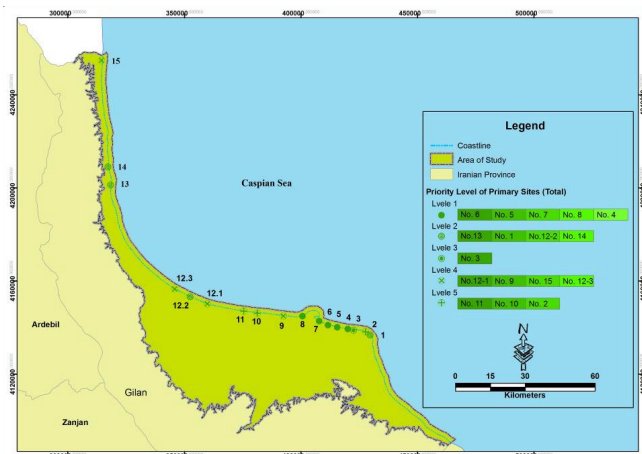 300000 350000 400000 450000 500000
15
4240000
14
4200000
13
Caspian Sea
Legend
Coastline
Area of Study
Iranian Province
Priority Level of Primary Sites (Total)
Lvele 1
No. 6 No. 5 No. 7 No. 8 No. 4
Lvele 2
No.13 No. 1 No.12-2 No. 14
Lvele 3
No. 3
Lvele 4
No.12-1 No. 9 No. 15 No. 12-3
Lvele 5
No. 11 No. 10 No. 2
N
0 15 30 60
Kilometers
12.3
4160000
12.2 12.1
11 10 9 8 7 6 5 4 3 2 1
Ardebil
4120000
Gilan
Zanjan